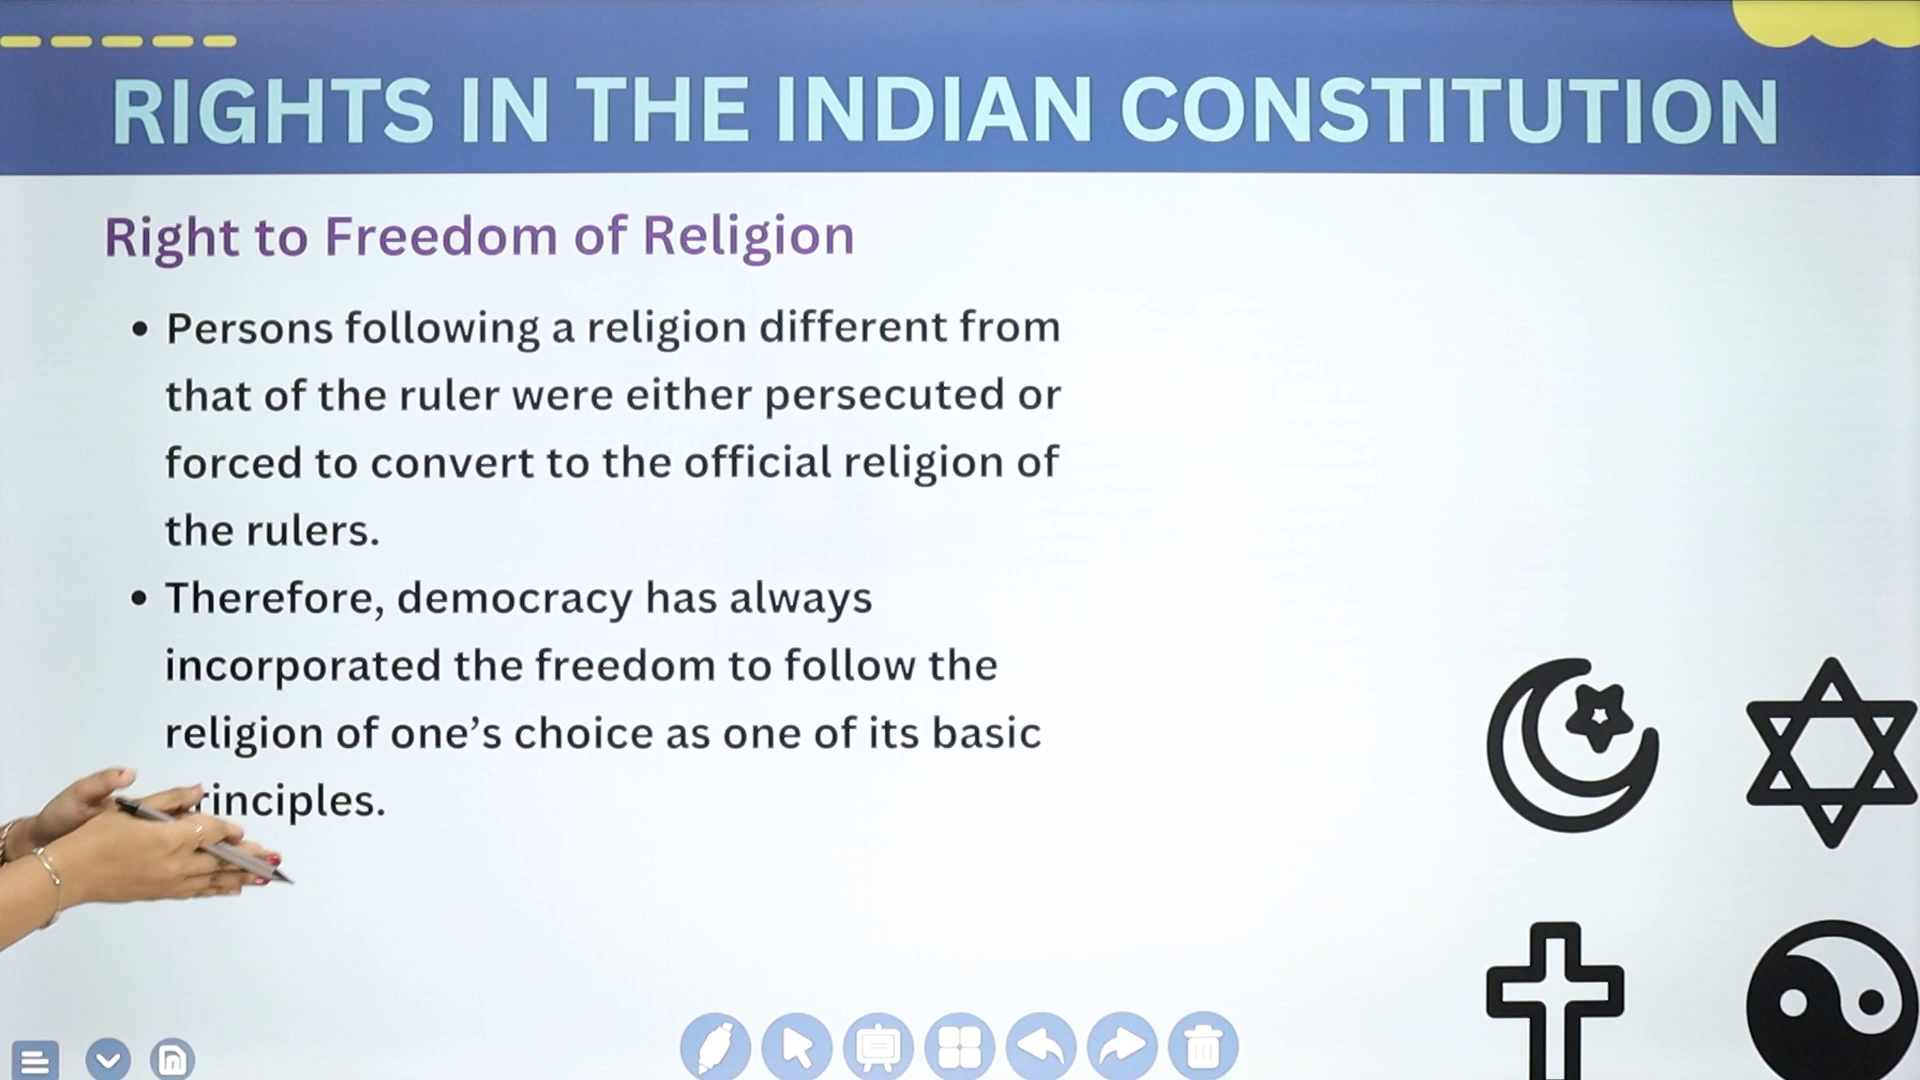 RIGHTS IN THE INDIAN CONSTITUTION
Right to Freedom of Religion
• Persons following a religion different from
that of the ruler were either persecuted or
forced to convert to the official religion of
the rulers.
• Therefore, democracy has always
incorporated the freedom to follow the
religion of one's choice as one of its basic
rinciples.